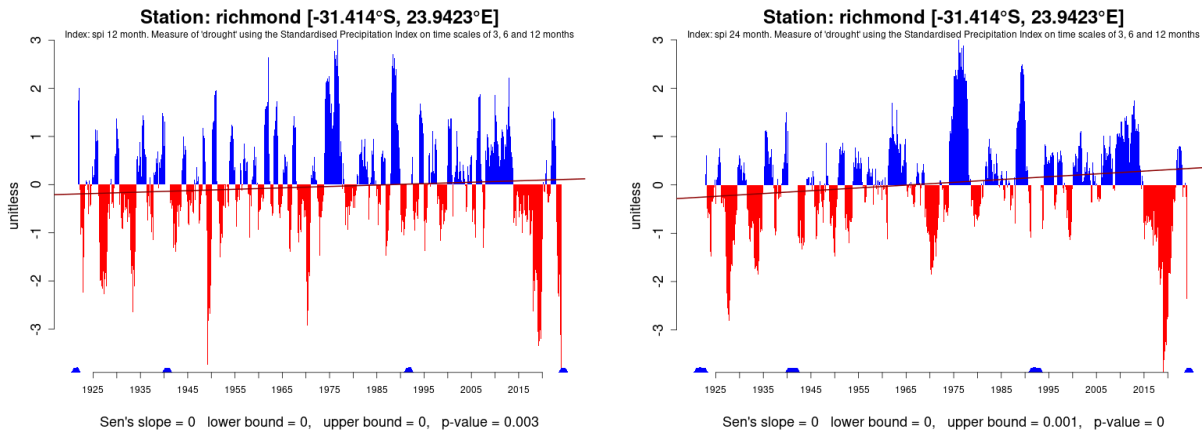 Station: richmond [-31.414°S, 23.9423°E]
Index: spi 12 month. Measure of 'drought' using the Standardised Precipitation Index on time scales of 3, 6 and 12 months
unitless
3
2
1
0
-1
-2
-3
1925 1935 1945 1955 1965 1975 1985 1995 2005 2015
Sen's slope = 0 lower bound = 0, upper bound = 0, p-value = 0.003
Station: richmond [-31.414°S, 23.9423°E]
Index: spi 24 month. Measure of 'drought' using the Standardised Precipitation Index on time scales of 3, 6 and 12 months
unitless
3
2
1
0
-1
-2
-3
1925 1935 1945 1955 1965 1975 1985 1995 2005 2015
Sen's slope = 0 lower bound = 0, upper bound = 0.001, p-value = 0